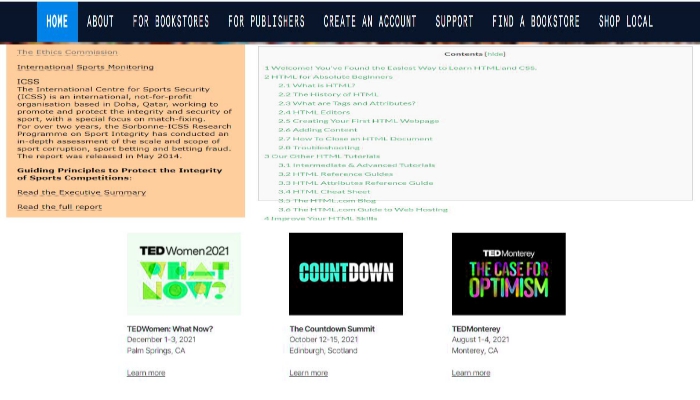 HOME ABOUT FOR BOOKSTORES FOR PUBLISHERS CREATE AN ACCOUNT SUPPORT FIND A BOOKSTORE SHOP LOCAL
The Ethics Commission
International Sports Monitoring
ICSS
The International Centre for Sports Security
(ICSS) is an international, not-for-profit
organisation based in Doha, Qatar, working to
promote and protect the integrity and security of
sport, with a special focus on match-fixing.
For over two years, the Sorbonne-ICSS Research
Programme on Sport Integrity has conducted an
in-depth assessment of the scale and scope of
sport corruption, sport betting and betting fraud.
The report was released in May 2014.
Guiding Principles to Protect the Integrity
of Sports Competitions:
Read the Executive Summary
Read the full report
Contents [hide]
1 Welcome! You've Found the Easiest Way to Learn HTML and CSS.
2 HTML for Absolute Beginners
2.1 What is HTML?
2.2 The History of HTML
2.3 What are Tags and Attributes?
2.4 HTML Editors
2.5 Creating Your First HTML Webpage
2.6 Adding Content
2.7 How To Close an HTML Document
2.8 Troubleshooting
3 Our Other HTML Tutorials
3.1 Intermediate & Advanced Tutorials
3.2 HTML Reference Guides
3.3 HTML Attributes Reference Guide
3.4 HTML Cheat Sheet
3.5 The HTML.com Blog
3.6 The HTML.com Guide to Web Hosting
4 Improve Your HTML Skills
TEDWomen 2021
WHAT
NOW?
TEDWomen: What Now?
December 1-3, 2021
Palm Springs, CA
Learn more
COUNTDOWN
The Countdown Summit
October 12-15, 2021
Edinburgh, Scotland
Learn more
TEDMonterey
THE CASE FOR
OPTIMISM
TEDMonterey
August 1-4, 2021
Monterey, CA
Learn more